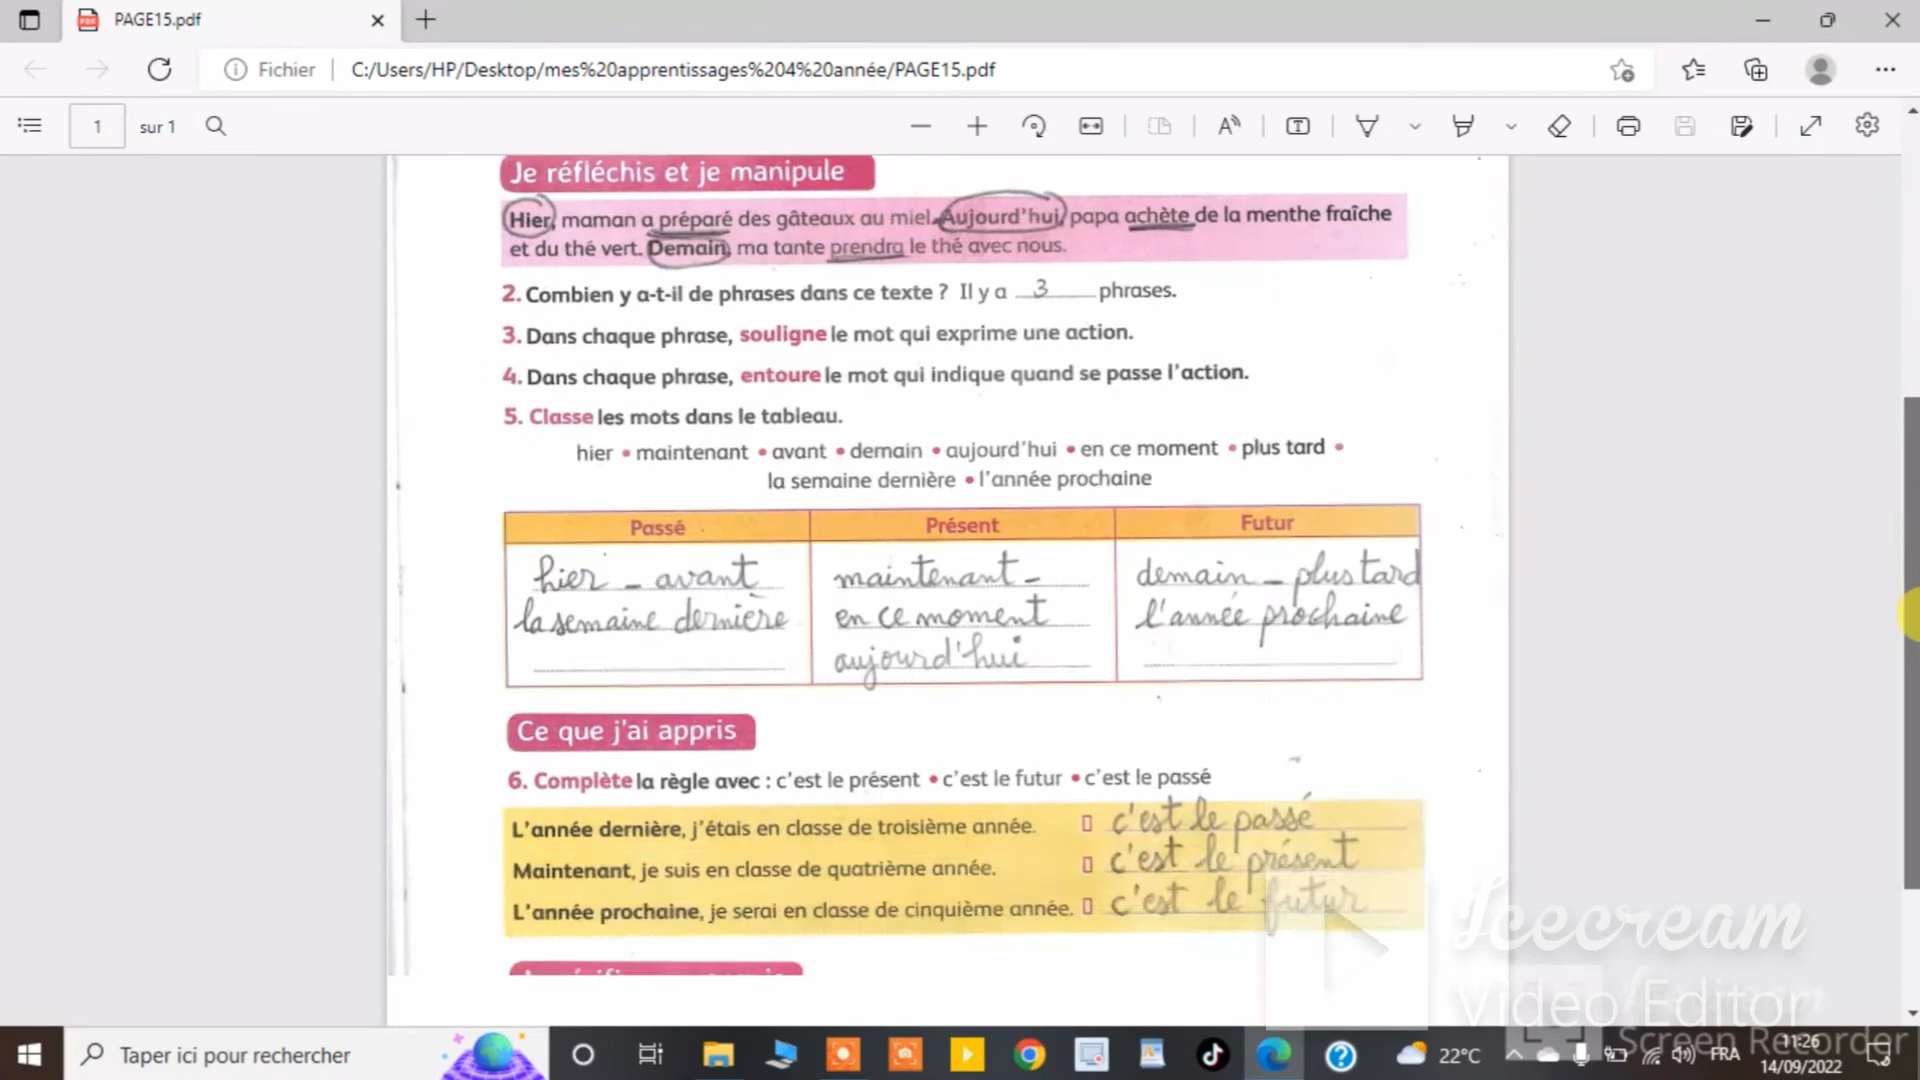 PAGE15.pdf
Fichier C:/Users/HP/Desktop/mes%20apprentissages%204%20année/PAGE15.pdf
1 sur 1
Je réfléchis et je manipule
Hier, maman a préparé des gâteaux au miel. Aujourd'hui, papa achète de la menthe fraîche
et du thé vert. Demain, ma tante prendra le thé avec nous.
2. Combien y a-t-il de phrases dans ce texte ? Il y a 3 phrases.
3. Dans chaque phrase, souligne le mot qui exprime une action.
4. Dans chaque phrase, entoure le mot qui indique quand se passe l'action.
5. Classe les mots dans le tableau.
hier • maintenant • avant • demain • aujourd'hui • en ce moment • plus tard •
la semaine dernière • l'année prochaine
Passé Présent Futur
hier - avant maintenant - demain - plus tard
la semaine dernière en ce moment l'année prochaine
aujourd'hui
Ce que j'ai appris
6. Complète la règle avec : c'est le présent • c'est le futur • c'est le passé
L'année dernière, j'étais en classe de troisième année. c'est le passé
Maintenant, je suis en classe de quatrième année. c'est le présent
L'année prochaine, je serai en classe de cinquième année. c'est le futur
Icecream
Video Editor
Screen Recorder
Taper ici pour rechercher
22°C FRA 11:26
14/09/2022